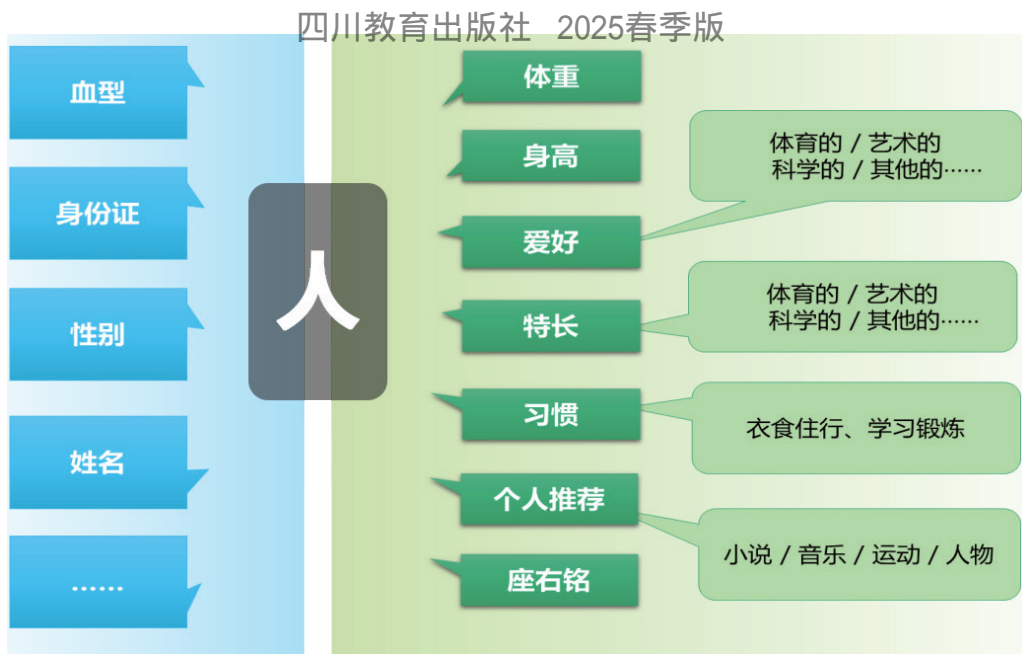 四川教育出版社 2025春季版
血型
身份证
性别
姓名
……
人
体重
身高
爱好
体育的 / 艺术的
科学的 / 其他的……
特长
体育的 / 艺术的
科学的 / 其他的……
习惯
衣食住行、学习锻炼
个人推荐
小说 / 音乐 / 运动 / 人物
座右铭